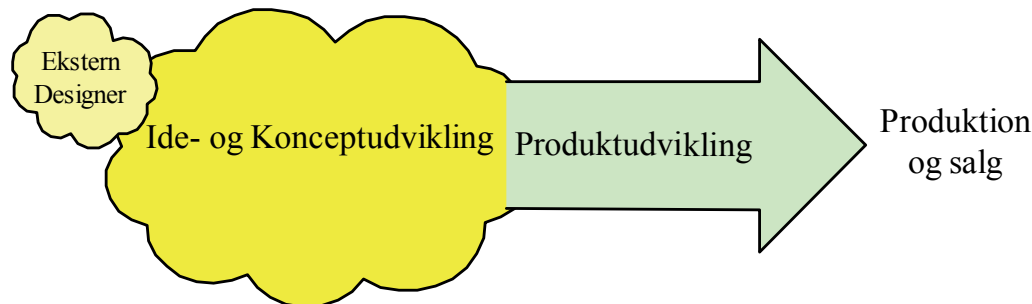 Ekstern
Designer
Ide- og Konceptudvikling
Produktudvikling
Produktion
og salg